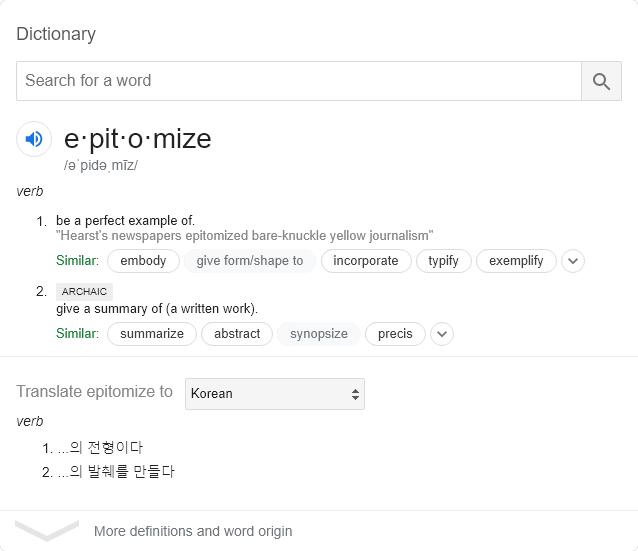 Dictionary
Search for a word
e·pit·o·mize
/əˈpidəˌmīz/
verb
1. be a perfect example of.
"Hearst's newspapers epitomized bare-knuckle yellow journalism"
Similar: embody give form/shape to incorporate typify exemplify
2. ARCHAIC
give a summary of (a written work).
Similar: summarize abstract synopsize precis
Translate epitomize to Korean
verb
1. ...의 전형이다
2. ...의 발췌를 만들다
More definitions and word origin